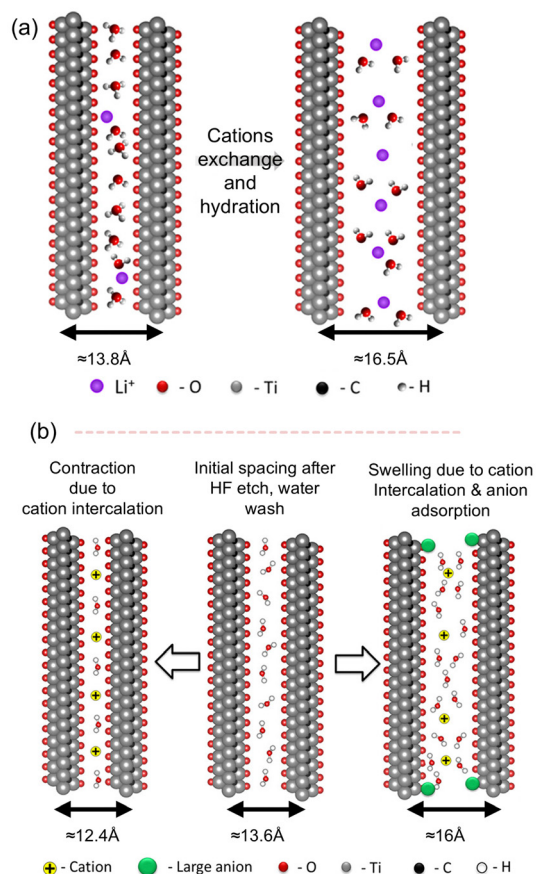 (a)
Cations
exchange
and
hydration
≈13.8Å
≈16.5Å
Li⁺ - O - Ti - C - H
(b)
Contraction
due to
cation intercalation
Initial spacing after
HF etch, water
wash
Swelling due to cation
Intercalation & anion
adsorption
≈12.4Å
≈13.6Å
≈16Å
+ - Cation - Large anion - O - Ti - C - H